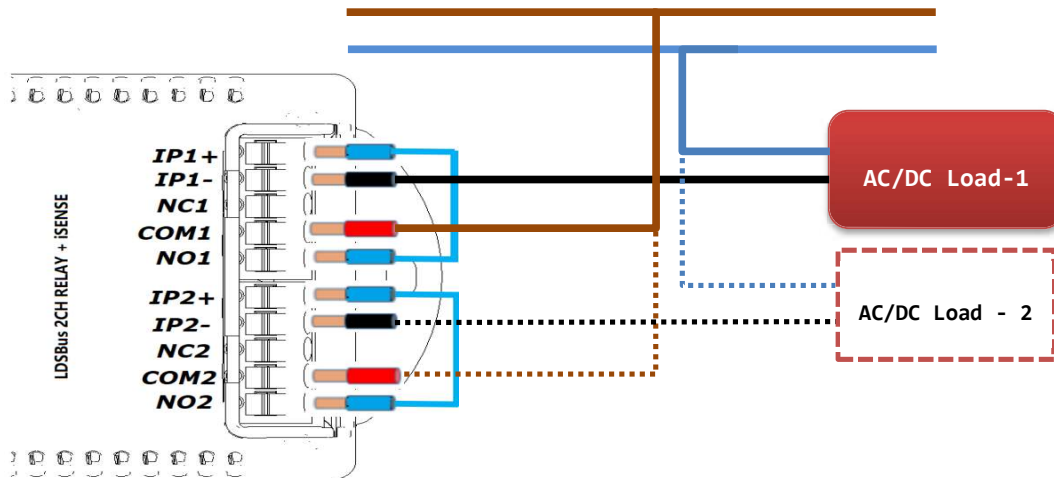 LDSBus 2CH RELAY + iSENSE
IP1+
IP1-
NC1
COM1
NO1
IP2+
IP2-
NC2
COM2
NO2
AC/DC Load-1
AC/DC Load - 2